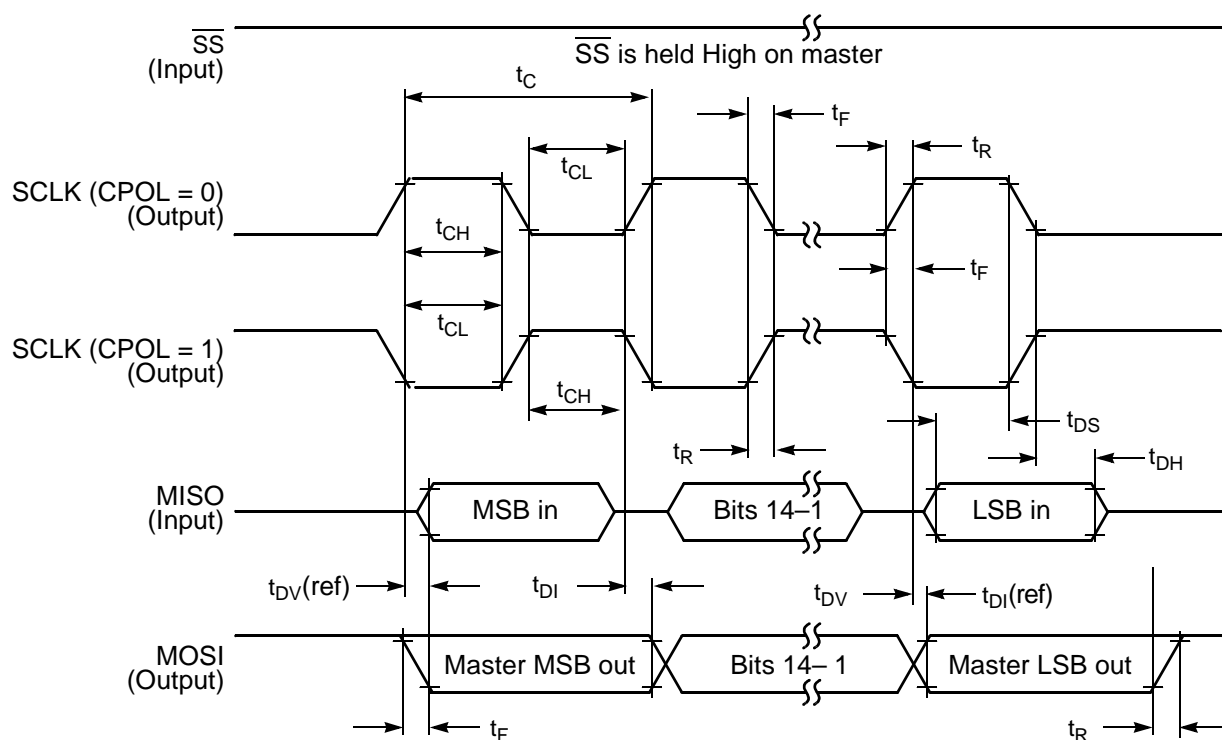 SS
(Input)
SS is held High on master
tC
tF
tR
tCL
SCLK (CPOL = 0)
(Output)
tCH
tF
tCL
SCLK (CPOL = 1)
(Output)
tCH
tDS
tR
tDH
MISO
(Input)
MSB in
Bits 14–1
LSB in
tDV(ref)
tDI
tDV
tDI(ref)
MOSI
(Output)
Master MSB out
Bits 14– 1
Master LSB out
tF
tR